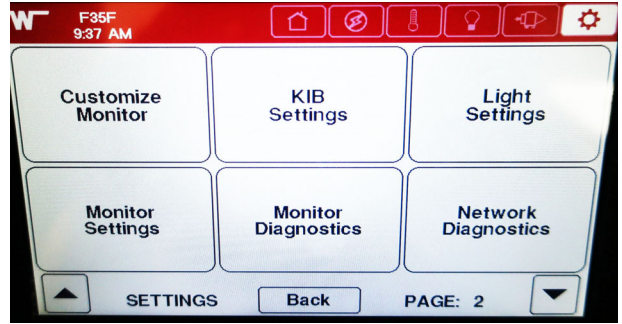 F35F
9:37 AM
Customize
Monitor
KIB
Settings
Light
Settings
Monitor
Settings
Monitor
Diagnostics
Network
Diagnostics
SETTINGS
Back
PAGE: 2